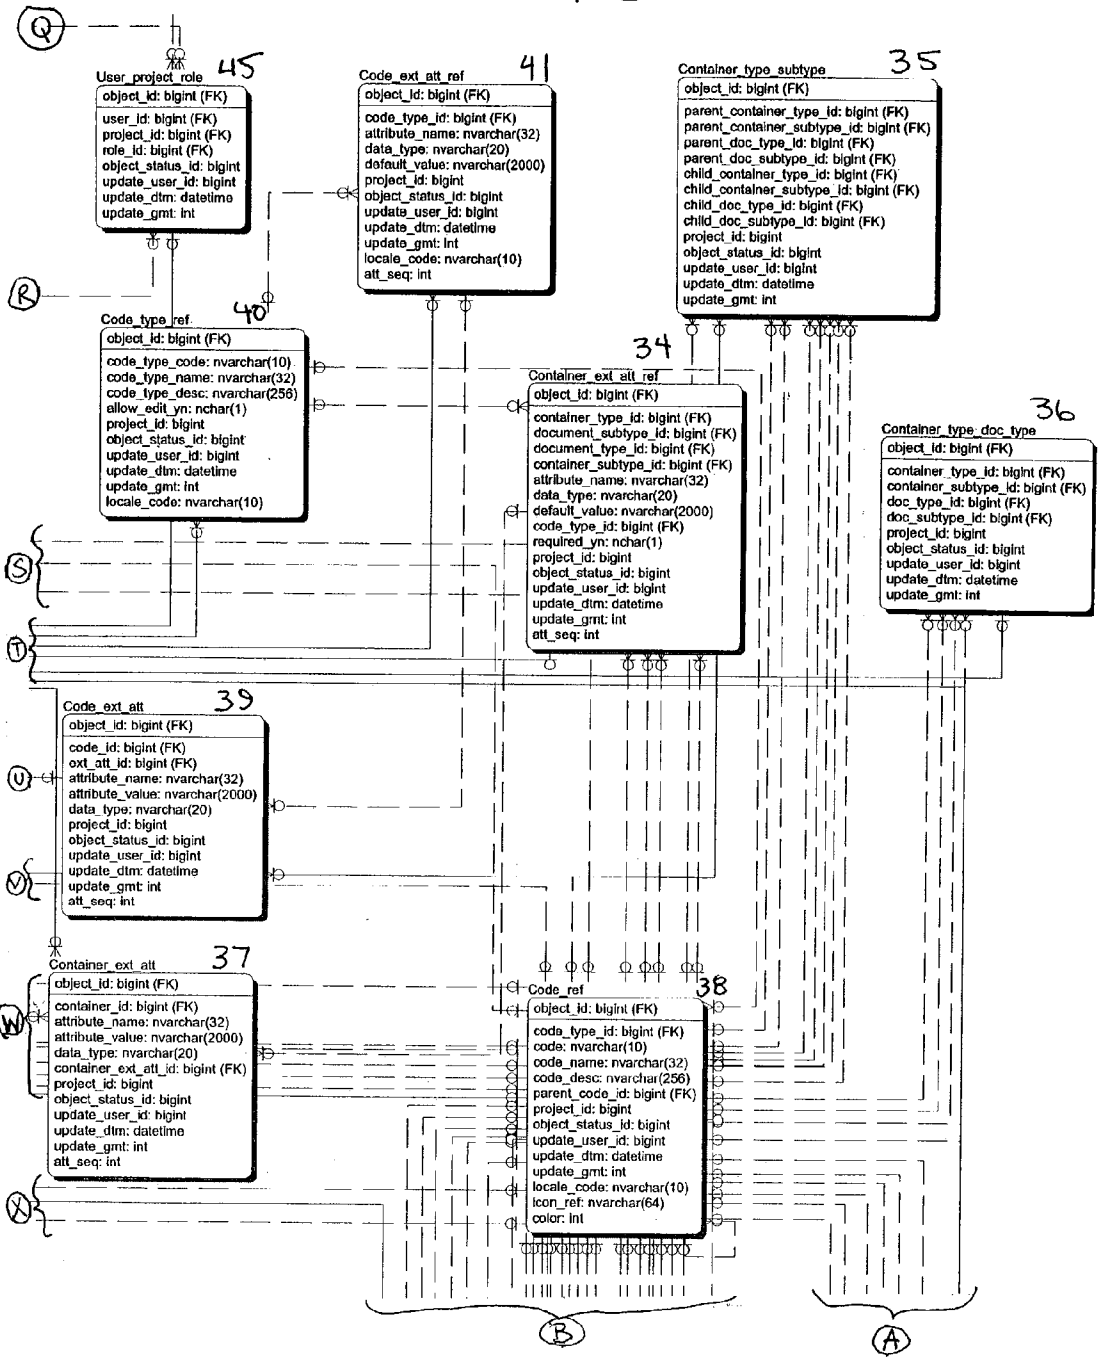 Q
45
User_project_role
object_id: bigint (FK)
user_id: bigint (FK)
project_id: bigint (FK)
role_id: bigint (FK)
object_status_id: bigint
update_user_id: bigint
update_dtm: datetime
update_gmt: int
41
Code_ext_att_ref
object_id: bigint (FK)
code_type_id: bigint (FK)
attribute_name: nvarchar(32)
data_type: nvarchar(20)
default_value: nvarchar(2000)
project_id: bigint
object_status_id: bigint
update_user_id: bigint
update_dtm: datetime
update_gmt: int
locale_code: nvarchar(10)
att_seq: int
35
Container_type_subtype
object_id: bigint (FK)
parent_container_type_id: bigint (FK)
parent_container_subtype_id: bigint (FK)
parent_doc_type_id: bigint (FK)
parent_doc_subtype_id: bigint (FK)
child_container_type_id: bigint (FK)
child_container_subtype_id: bigint (FK)
child_doc_type_id: bigint (FK)
child_doc_subtype_id: bigint (FK)
project_id: bigint
object_status_id: bigint
update_user_id: bigint
update_dtm: datetime
update_gmt: int
R
40
Code_type_ref
object_id: bigint (FK)
code_type_code: nvarchar(10)
code_type_name: nvarchar(32)
code_type_desc: nvarchar(256)
allow_edit_yn: nchar(1)
project_id: bigint
object_status_id: bigint
update_user_id: bigint
update_dtm: datetime
update_gmt: int
locale_code: nvarchar(10)
34
Container_ext_att_ref
object_id: bigint (FK)
container_type_id: bigint (FK)
document_subtype_id: bigint (FK)
document_type_id: bigint (FK)
container_subtype_id: bigint (FK)
attribute_name: nvarchar(32)
data_type: nvarchar(20)
default_value: nvarchar(2000)
code_type_id: bigint (FK)
required_yn: nchar(1)
project_id: bigint
object_status_id: bigint
update_user_id: bigint
update_dtm: datetime
update_gmt: int
att_seq: int
36
Container_type_doc_type
object_id: bigint (FK)
container_type_id: bigint (FK)
container_subtype_id: bigint (FK)
doc_type_id: bigint (FK)
doc_subtype_id: bigint (FK)
project_id: bigint
object_status_id: bigint
update_user_id: bigint
update_dtm: datetime
update_gmt: int
S
T
39
Code_ext_att
object_id: bigint (FK)
code_id: bigint (FK)
ext_att_id: bigint (FK)
attribute_name: nvarchar(32)
attribute_value: nvarchar(2000)
data_type: nvarchar(20)
project_id: bigint
object_status_id: bigint
update_user_id: bigint
update_dtm: datetime
update_gmt: int
att_seq: int
U
V
37
Container_ext_att
object_id: bigint (FK)
container_id: bigint (FK)
attribute_name: nvarchar(32)
attribute_value: nvarchar(2000)
data_type: nvarchar(20)
container_ext_att_id: bigint (FK)
project_id: bigint
object_status_id: bigint
update_user_id: bigint
update_dtm: datetime
update_gmt: int
att_seq: int
W
38
Code_ref
object_id: bigint (FK)
code_type_id: bigint (FK)
code: nvarchar(10)
code_name: nvarchar(32)
code_desc: nvarchar(256)
parent_code_id: bigint (FK)
project_id: bigint
object_status_id: bigint
update_user_id: bigint
update_dtm: datetime
update_gmt: int
locale_code: nvarchar(10)
icon_ref: nvarchar(64)
color: int
X
B
A